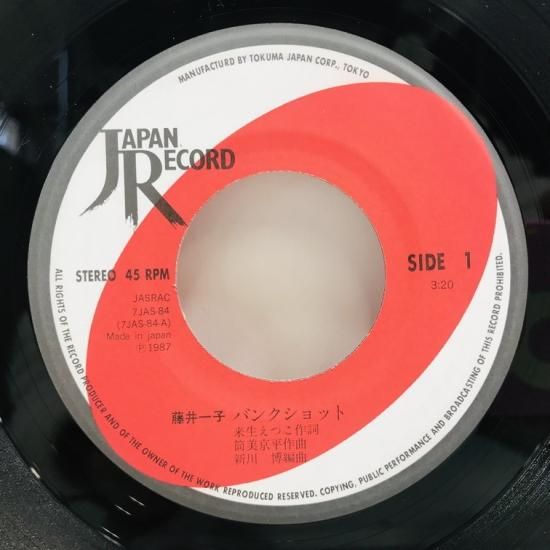 MANUFACTURD BY TOKUMA JAPAN CORP., TOKYO
JAPAN
RECORD
STEREO 45 RPM
SIDE 1
3:20
JASRAC
7JAS-84
(7JAS-84-A)
Made in japan
Ⓟ1987
藤井一子 バンクショット
来生えつこ作詞
筒美京平作曲
新川 博編曲
ALL RIGHTS OF THE RECORD PRODUCER AND OF THE OWNER OF THE WORK REPRODUCED RESERVED. COPYING, PUBLIC PERFORMANCE AND BROADCASTING OF THIS RECORD PROHIBITED.